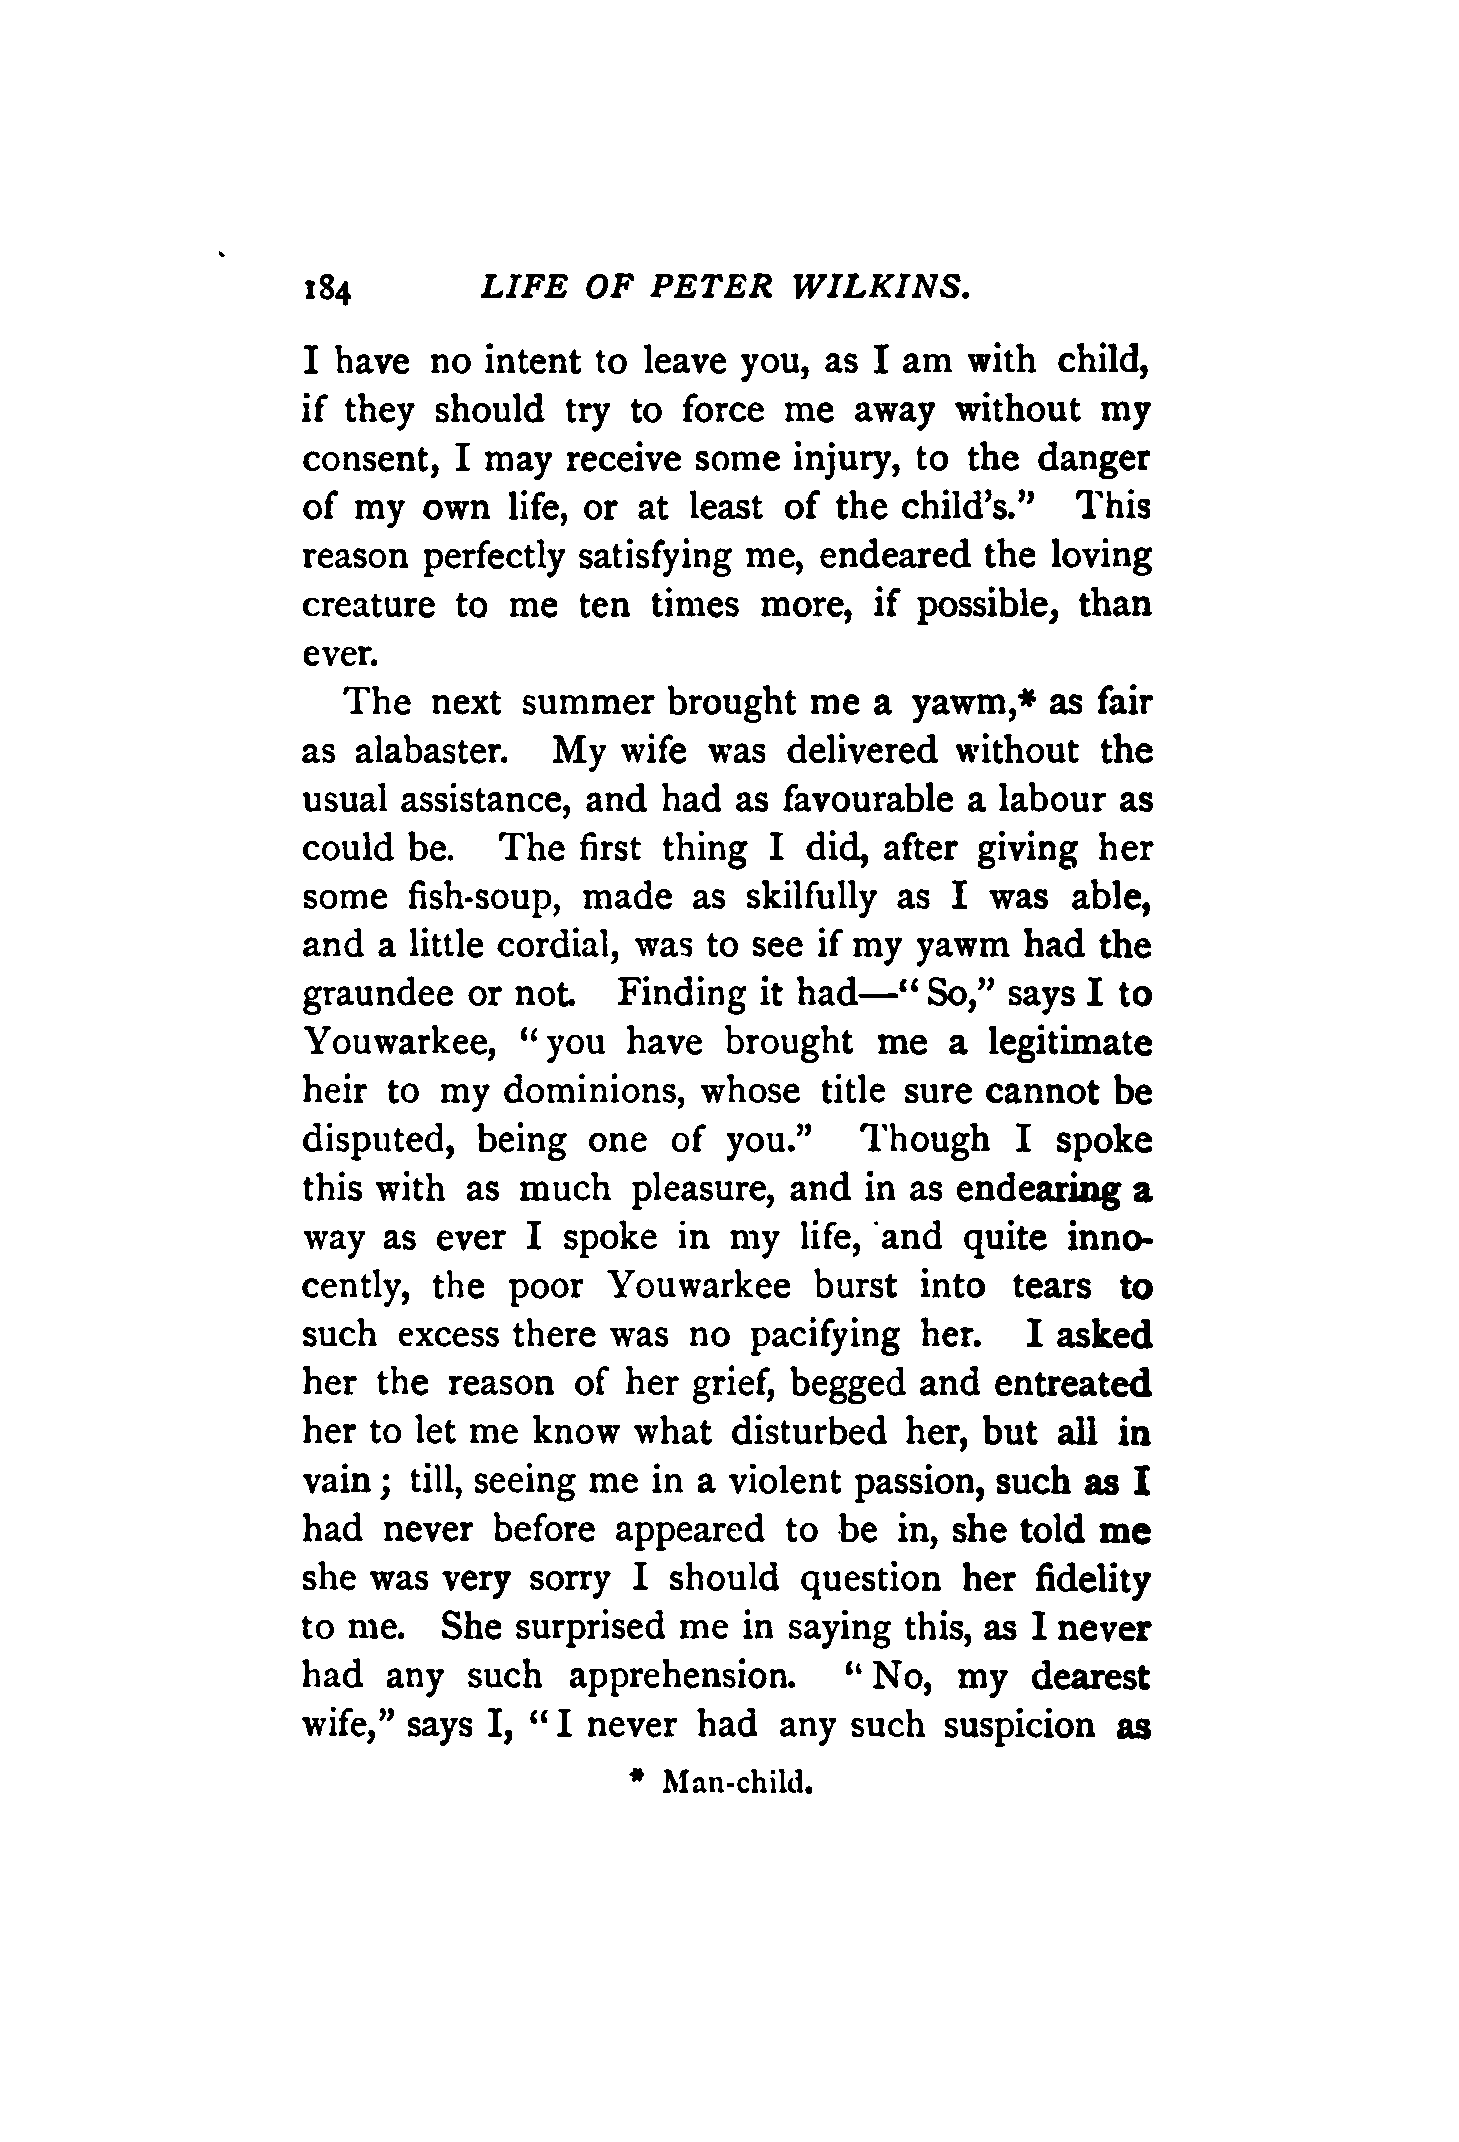 184 LIFE OF PETER WILKINS.
I have no intent to leave you, as I am with child,
if they should try to force me away without my
consent, I may receive some injury, to the danger
of my own life, or at least of the child's.” This
reason perfectly satisfying me, endeared the loving
creature to me ten times more, if possible, than
ever.
The next summer brought me a yawm,* as fair
as alabaster. My wife was delivered without the
usual assistance, and had as favourable a labour as
could be. The first thing I did, after giving her
some fish-soup, made as skilfully as I was able,
and a little cordial, was to see if my yawm had the
graundee or not. Finding it had—“So,” says I to
Youwarkee, “you have brought me a legitimate
heir to my dominions, whose title sure cannot be
disputed, being one of you.” Though I spoke
this with as much pleasure, and in as endearing a
way as ever I spoke in my life, and quite inno-
cently, the poor Youwarkee burst into tears to
such excess there was no pacifying her. I asked
her the reason of her grief, begged and entreated
her to let me know what disturbed her, but all in
vain; till, seeing me in a violent passion, such as I
had never before appeared to be in, she told me
she was very sorry I should question her fidelity
to me. She surprised me in saying this, as I never
had any such apprehension. “No, my dearest
wife,” says I, “I never had any such suspicion as
* Man-child.